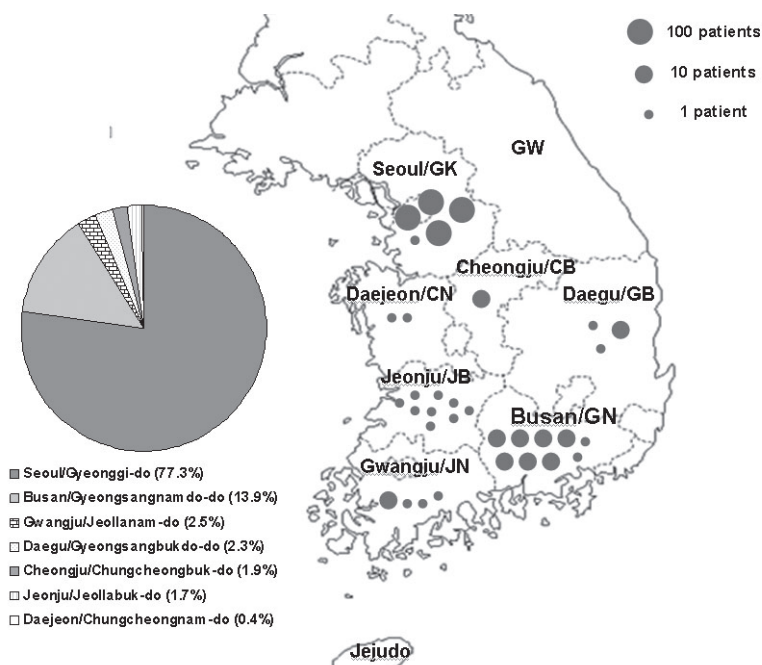 100 patients
10 patients
1 patient
GW
Seoul/GK
Cheongju/CB
Daejeon/CN
Daegu/GB
Jeonju/JB
Busan/GN
Gwangju/JN
Jejudo
Seoul/Gyeonggi-do (77.3%)
Busan/Gyeongsangnam do-do (13.9%)
Gwangju/Jeollanam-do (2.5%)
Daegu/Gyeongsangbuk do-do (2.3%)
Cheongju/Chungcheongbuk-do (1.9%)
Jeonju/Jeollabuk-do (1.7%)
Daejeon/Chungcheongnam-do (0.4%)